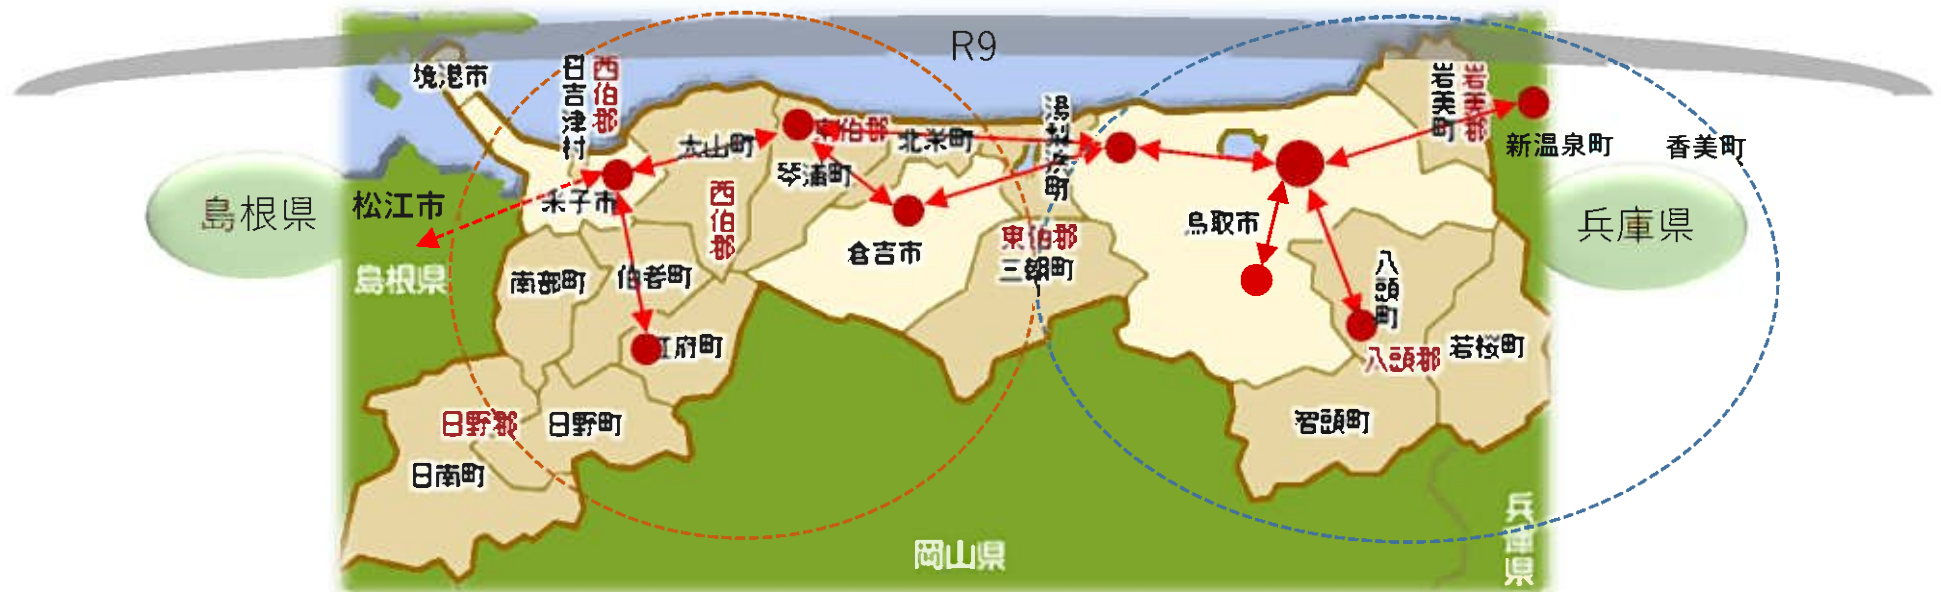 R9
境港市
日吉津村
西伯郡
大山町
東伯郡
北栄町
湯梨浜町
岩美町
岩美郡
新温泉町
香美町
島根県
松江市
米子市
琴浦町
西伯郡
鳥取市
兵庫県
倉吉市
東伯郡
三朝町
島根県
南部町
伯耆町
八頭町
江府町
八頭郡
若桜町
日野郡
日野町
智頭町
日南町
岡山県
兵庫県